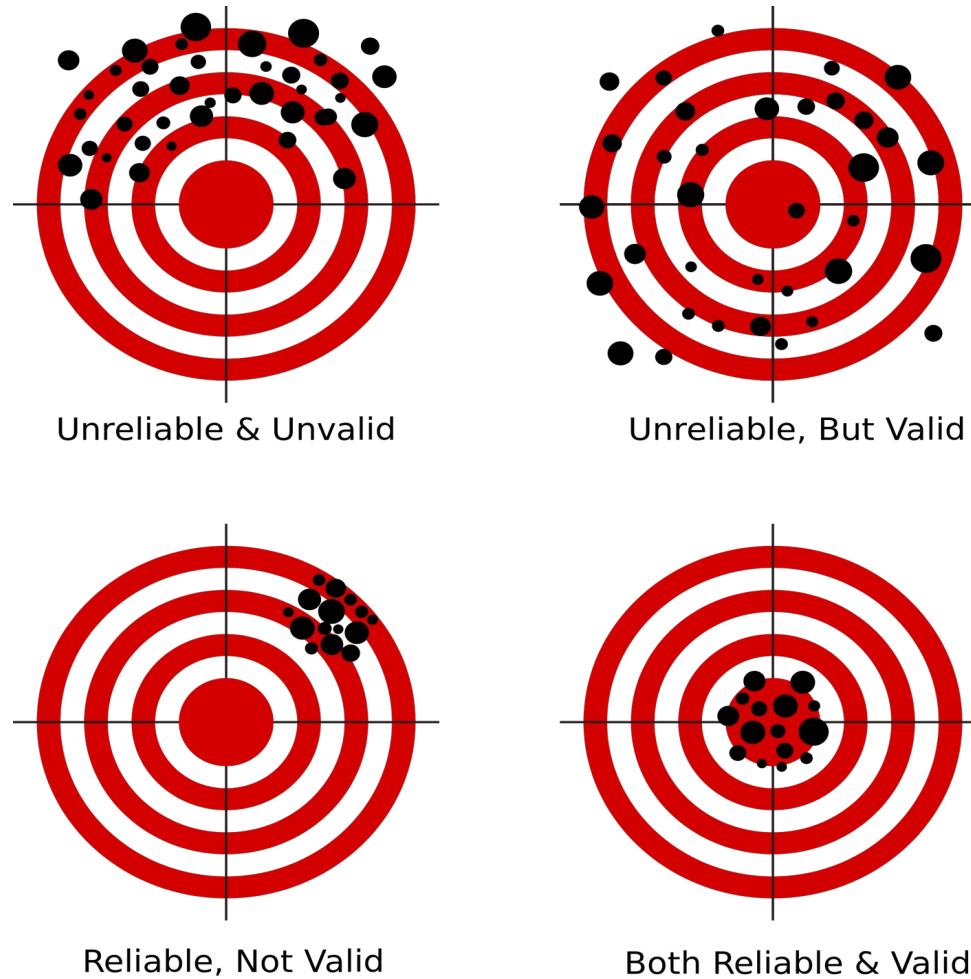 Unreliable & Unvalid
Unreliable, But Valid
Reliable, Not Valid
Both Reliable & Valid